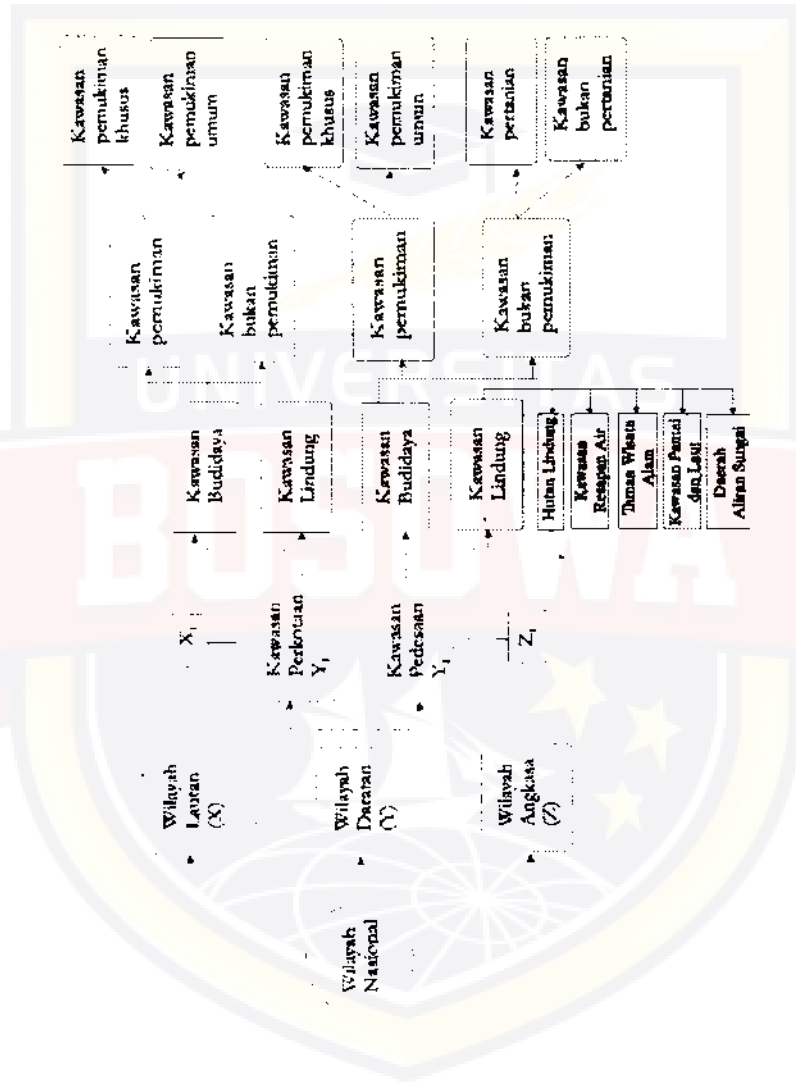 Wilayah
Nasional
Wilayah
Lautan
(X)
Wilayah
Daratan
(Y)
Wilayah
Angkasa
(Z)
X₁
Kawasan
Perkotaan
Y₁
Kawasan
Pedesaan
Y₁
Z₁
Kawasan
Budidaya
Kawasan
Lindung
Kawasan
Budidaya
Kawasan
Lindung
Hutan Lindung
Kawasan
Resapan Air
Taman Wisata
Alam
Kawasan Pantai
dan Laut
Daerah
Aliran Sungai
Kawasan
pemukiman
Kawasan
bukan
pemukiman
Kawasan
pemukiman
Kawasan
bukan
pemukiman
Kawasan
pemukiman
khusus
Kawasan
pemukiman
umum
Kawasan
pemukiman
khusus
Kawasan
pemukiman
umum
Kawasan
pertanian
Kawasan
bukan
pertanian
UNIVERSITAS
BOSOWA